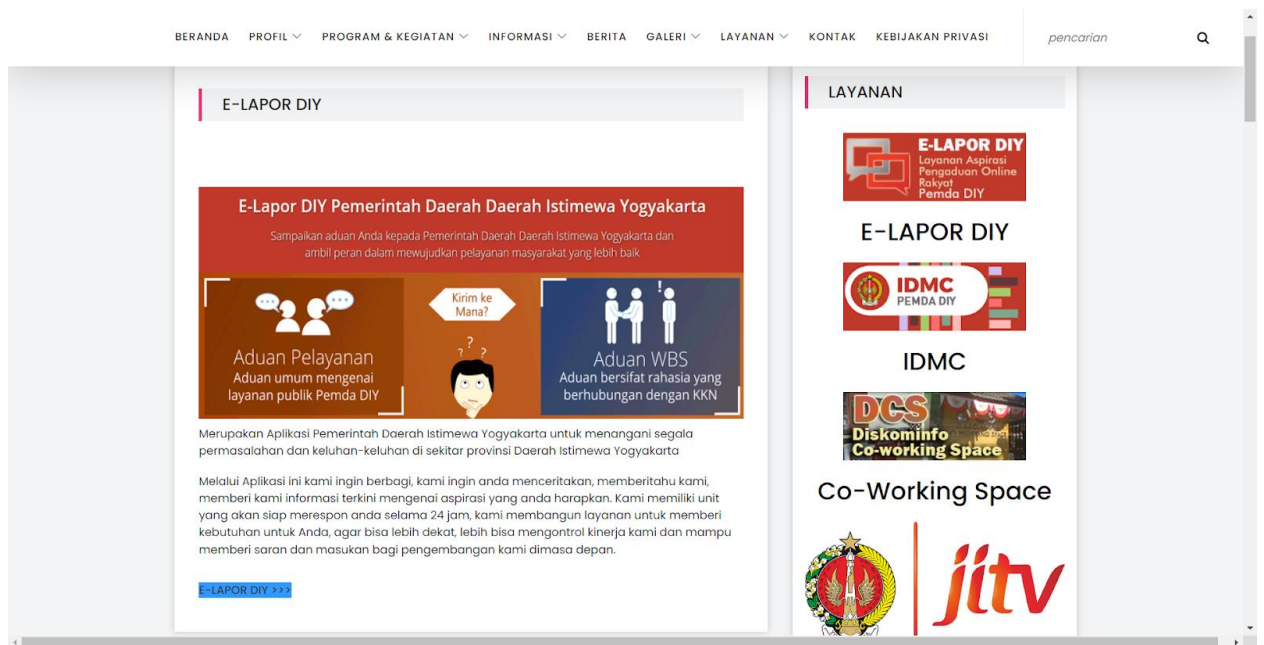 BERANDA PROFIL PROGRAM & KEGIATAN INFORMASI BERITA GALERI LAYANAN KONTAK KEBIJAKAN PRIVASI pencarian
E-LAPOR DIY
E-Lapor DIY Pemerintah Daerah Daerah Istimewa Yogyakarta
Sampaikan aduan Anda kepada Pemerintah Daerah Daerah Istimewa Yogyakarta dan
ambil peran dalam mewujudkan pelayanan masyarakat yang lebih baik
Kirim ke
Mana?
Aduan Pelayanan
Aduan umum mengenai
layanan publik Pemda DIY
? ? ?
!
Aduan WBS
Aduan bersifat rahasia yang
berhubungan dengan KKN
Merupakan Aplikasi Pemerintah Daerah Istimewa Yogyakarta untuk menangani segala
permasalahan dan keluhan-keluhan di sekitar provinsi Daerah Istimewa Yogyakarta
Melalui Aplikasi ini kami ingin berbagi, kami ingin anda menceritakan, memberitahu kami,
memberi kami informasi terkini mengenai aspirasi yang anda harapkan. Kami memiliki unit
yang akan siap merespon anda selama 24 jam, kami membangun layanan untuk memberi
kebutuhan untuk Anda, agar bisa lebih dekat, lebih bisa mengontrol kinerja kami dan mampu
memberi saran dan masukan bagi pengembangan kami dimasa depan.
E-LAPOR DIY >>>
LAYANAN
E-LAPOR DIY
Layanan Aspirasi
Pengaduan Online
Rakyat
Pemda DIY
E-LAPOR DIY
IDMC
PEMDA DIY
IDMC
DCS
Diskominfo
Co-working Space
Co-Working Space
jitv